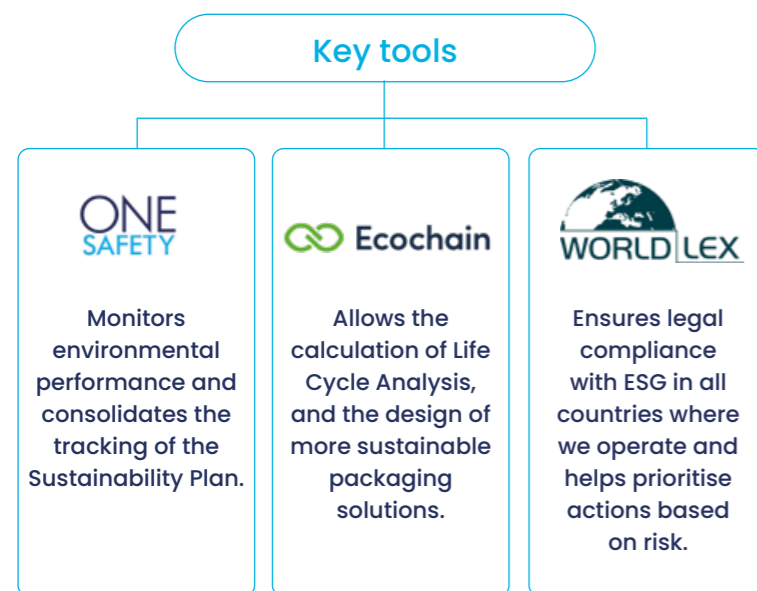 Key tools
ONE
SAFETY
Monitors
environmental
performance and
consolidates the
tracking of the
Sustainability Plan.
Ecochain
Allows the
calculation of Life
Cycle Analysis,
and the design of
more sustainable
packaging
solutions.
WORLD LEX
Ensures legal
compliance
with ESG in all
countries where
we operate and
helps prioritise
actions based
on risk.